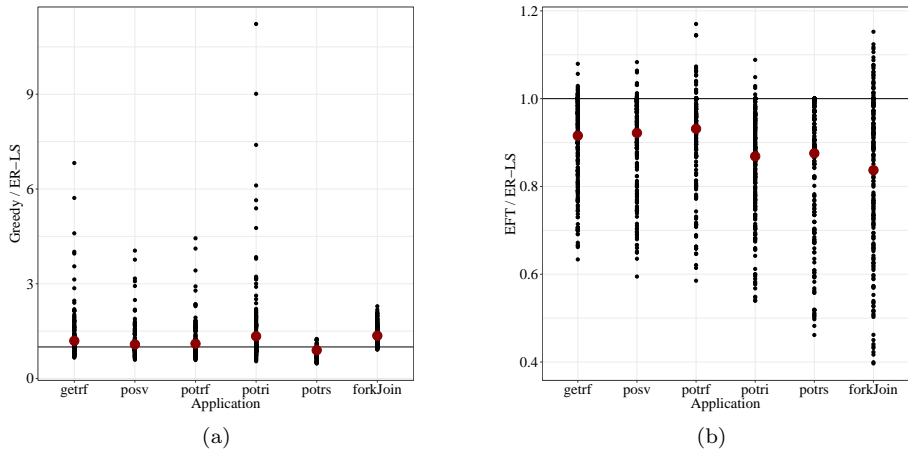 Greedy / ER−LS
9
6
3
0
getrf posv potrf potri potrs forkJoin
Application
(a)
EFT / ER−LS
1.2
1.0
0.8
0.6
0.4
getrf posv potrf potri potrs forkJoin
Application
(b)